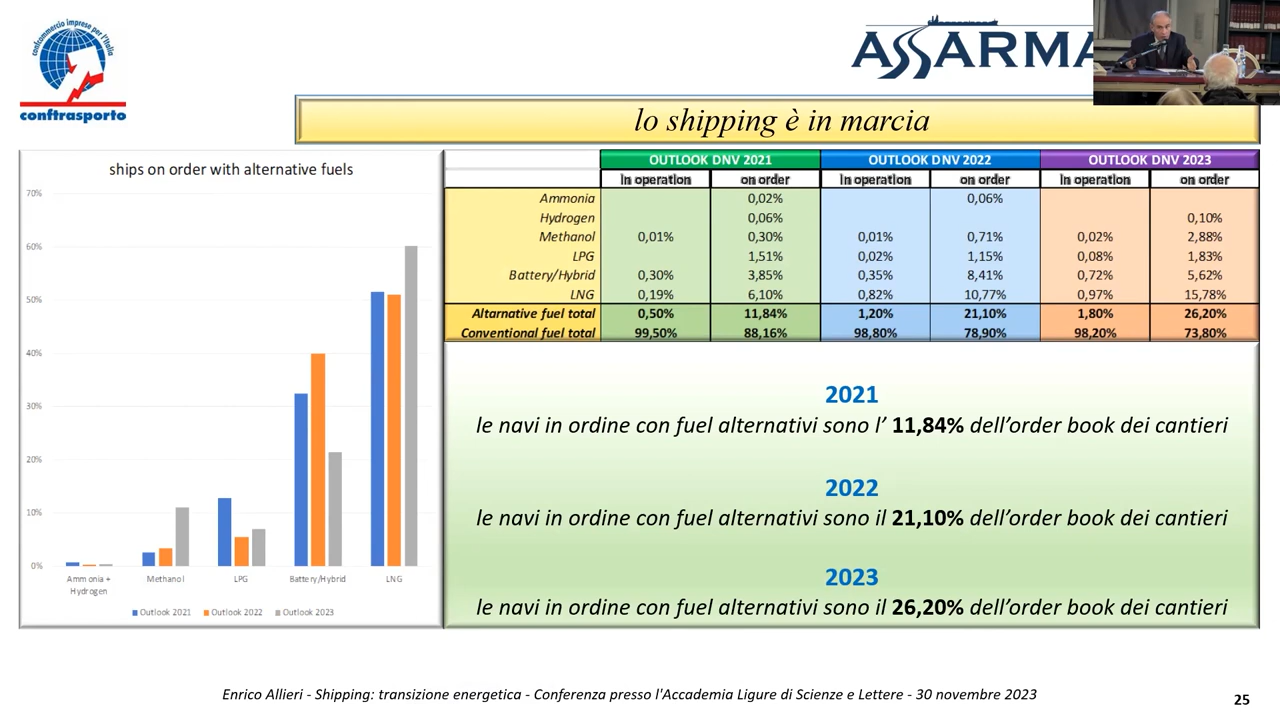 confcommercio imprese per l'italia
conftrasporto
ASSARMA
lo shipping è in marcia
ships on order with alternative fuels
70%
60%
50%
40%
30%
20%
10%
0%
Ammonia + Hydrogen
Methanol
LPG
Battery/Hybrid
LNG
Outlook 2021 Outlook 2022 Outlook 2023
OUTLOOK DNV 2021 OUTLOOK DNV 2022 OUTLOOK DNV 2023
in operation on order in operation on order in operation on order
Ammonia 0,02% 0,06%
Hydrogen 0,06% 0,10%
Methanol 0,01% 0,30% 0,01% 0,71% 0,02% 2,88%
LPG 1,51% 0,02% 1,15% 0,08% 1,83%
Battery/Hybrid 0,30% 3,85% 0,35% 8,41% 0,72% 5,62%
LNG 0,19% 6,10% 0,82% 10,77% 0,97% 15,78%
Altarnative fuel total 0,50% 11,84% 1,20% 21,10% 1,80% 26,20%
Conventional fuel total 99,50% 88,16% 98,80% 78,90% 98,20% 73,80%
2021
le navi in ordine con fuel alternativi sono l' 11,84% dell'order book dei cantieri
2022
le navi in ordine con fuel alternativi sono il 21,10% dell'order book dei cantieri
2023
le navi in ordine con fuel alternativi sono il 26,20% dell'order book dei cantieri
Enrico Allieri - Shipping: transizione energetica - Conferenza presso l'Accademia Ligure di Scienze e Lettere - 30 novembre 2023
25